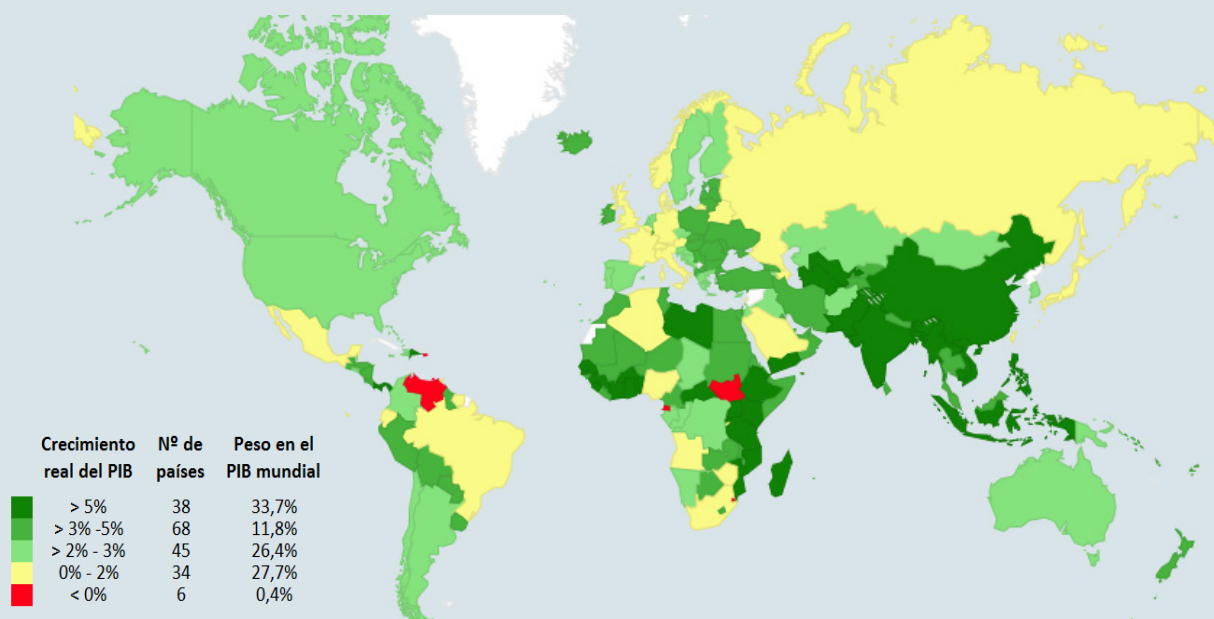 Crecimiento Nº de Peso en el
real del PIB países PIB mundial
> 5% 38 33,7%
> 3% -5% 68 11,8%
> 2% - 3% 45 26,4%
0% - 2% 34 27,7%
< 0% 6 0,4%